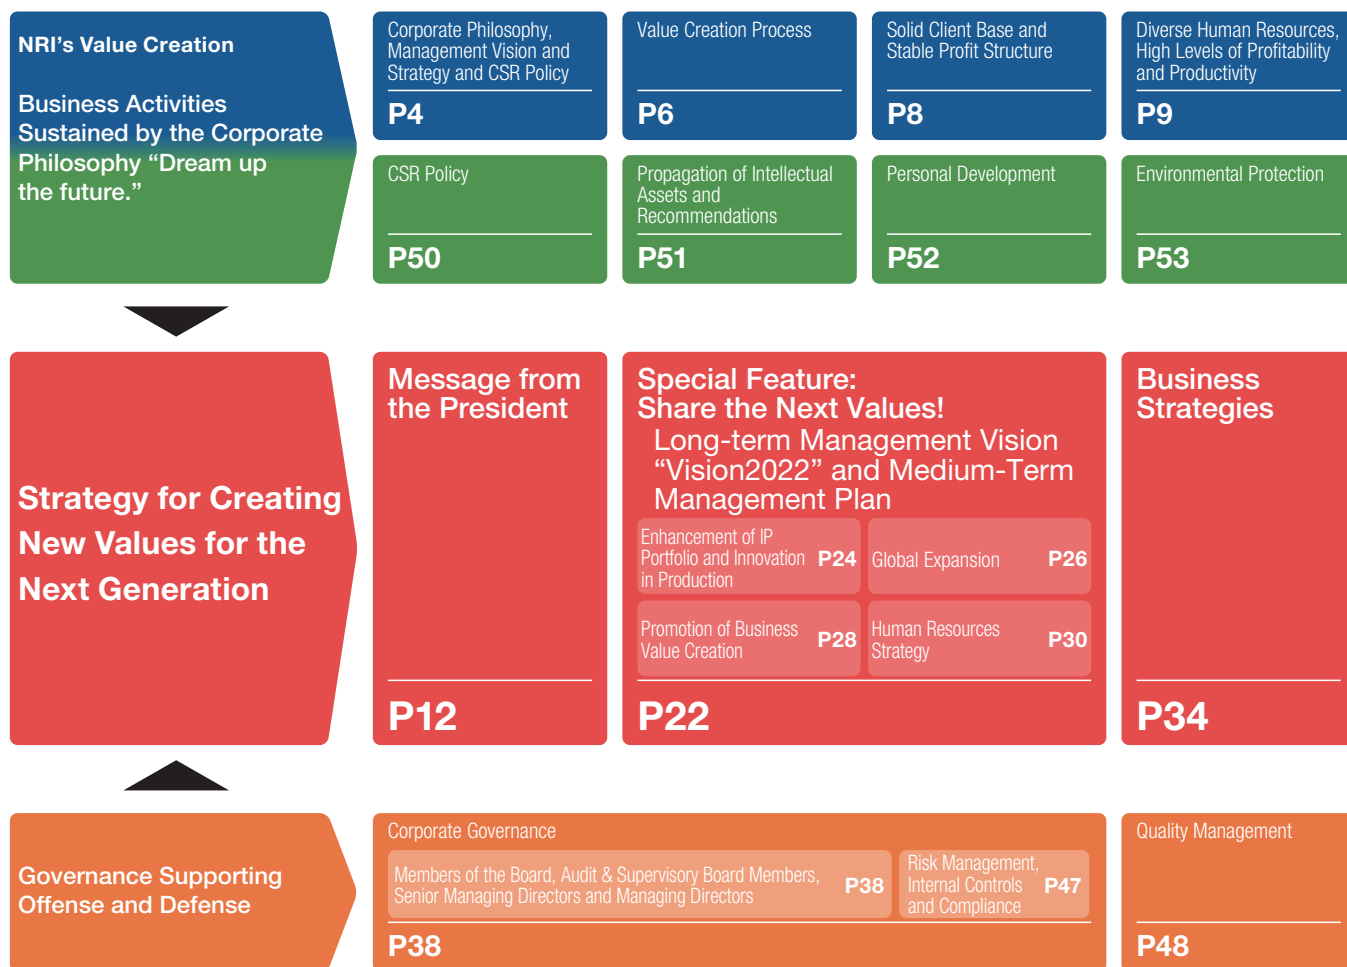 NRI's Value Creation
Business Activities
Sustained by the Corporate
Philosophy “Dream up
the future.”
Corporate Philosophy,
Management Vision and
Strategy and CSR Policy
P4
Value Creation Process
P6
Solid Client Base and
Stable Profit Structure
P8
Diverse Human Resources,
High Levels of Profitability
and Productivity
P9
CSR Policy
P50
Propagation of Intellectual
Assets and
Recommendations
P51
Personal Development
P52
Environmental Protection
P53
Strategy for Creating
New Values for the
Next Generation
Message from
the President
P12
Special Feature:
Share the Next Values!
Long-term Management Vision
“Vision2022” and Medium-Term
Management Plan
Enhancement of IP
Portfolio and Innovation
in Production
P24
Global Expansion
P26
Promotion of Business
Value Creation
P28
Human Resources
Strategy
P30
P22
Business
Strategies
P34
Governance Supporting
Offense and Defense
Corporate Governance
Members of the Board, Audit & Supervisory Board Members,
Senior Managing Directors and Managing Directors
P38
Risk Management,
Internal Controls
and Compliance
P47
P38
Quality Management
P48